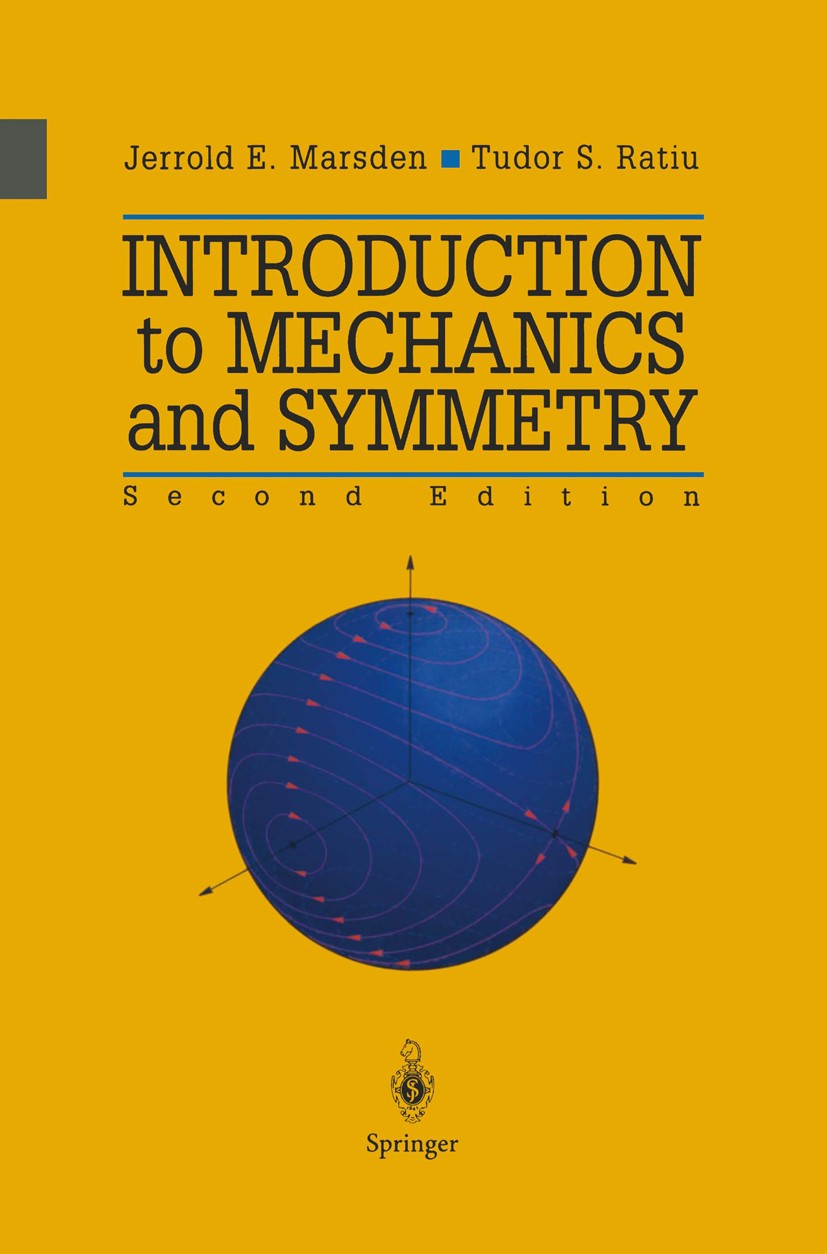 Jerrold E. Marsden ■ Tudor S. Ratiu
INTRODUCTION
to MECHANICS
and SYMMETRY
Second Edition
Springer